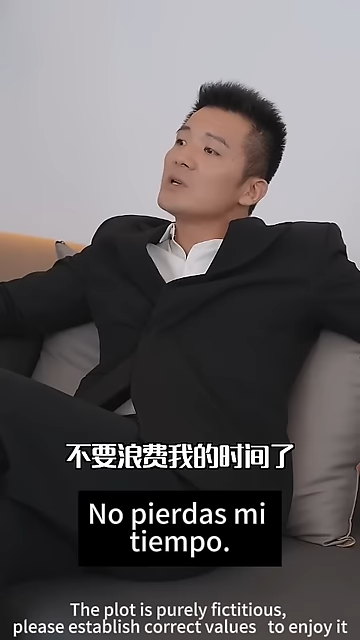 不要浪费我的时间了
No pierdas mi
tiempo.
The plot is purely fictitious,
please establish correct values to enjoy it